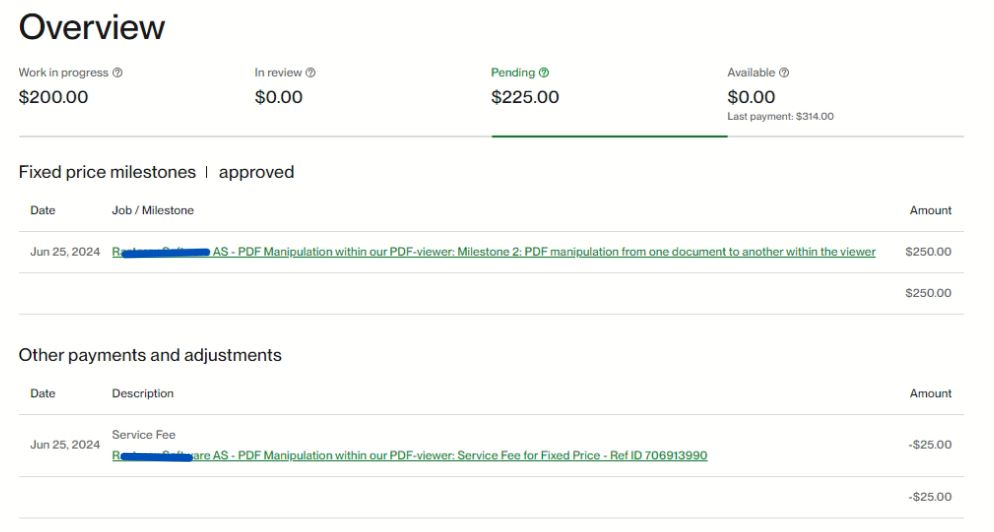 Overview
Work in progress
In review
Pending
Available
$200.00
$0.00
$225.00
$0.00
Last payment: $314.00
Fixed price milestones | approved
Date Job / Milestone Amount
Jun 25, 2024 AS - PDF Manipulation within our PDF-viewer: Milestone 2: PDF manipulation from one document to another within the viewer $250.00
$250.00
Other payments and adjustments
Date Description Amount
Service Fee
Jun 25, 2024 -$25.00
AS - PDF Manipulation within our PDF-viewer: Service Fee for Fixed Price - Ref ID 706913990
-$25.00